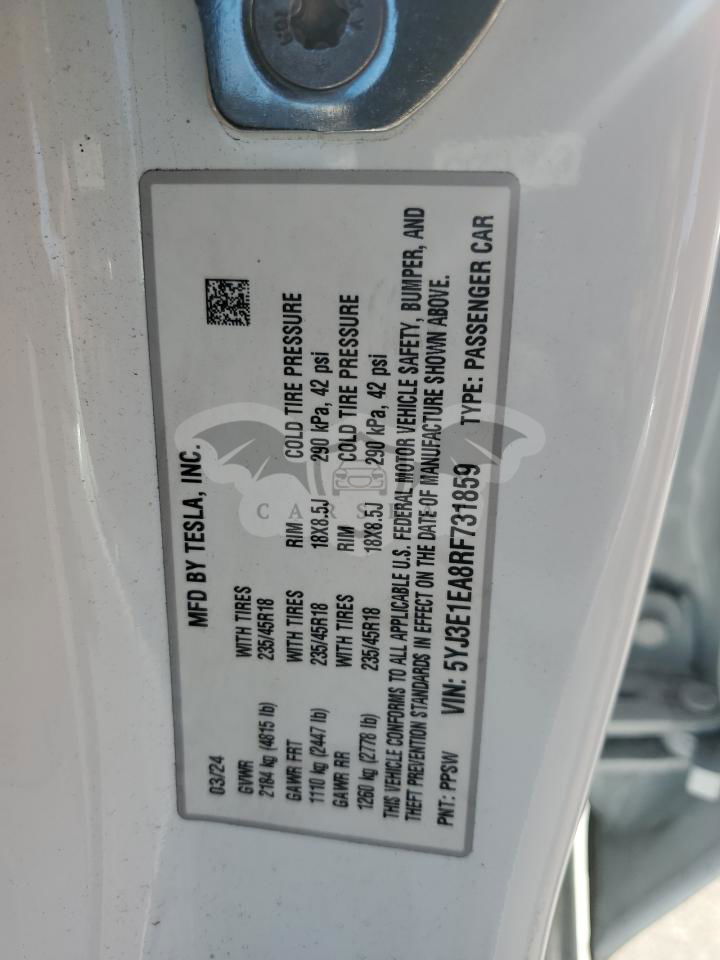 MFD BY TESLA, INC.
03/24
GVWR WITH TIRES RIM COLD TIRE PRESSURE
2184 kg (4815 lb) 235/45R18 18X8.5J 290 kPa, 42 psi
GAWR FRT WITH TIRES RIM COLD TIRE PRESSURE
1110 kg (2447 lb) 235/45R18 18X8.5J 290 kPa, 42 psi
GAWR RR WITH TIRES
1260 kg (2778 lb) 235/45R18
THIS VEHICLE CONFORMS TO ALL APPLICABLE U.S. FEDERAL MOTOR VEHICLE SAFETY, BUMPER, AND
THEFT PREVENTION STANDARDS IN EFFECT ON THE DATE OF MANUFACTURE SHOWN ABOVE.
PNT: PPSW VIN: 5YJ3E1EA8RF731859 TYPE: PASSENGER CAR